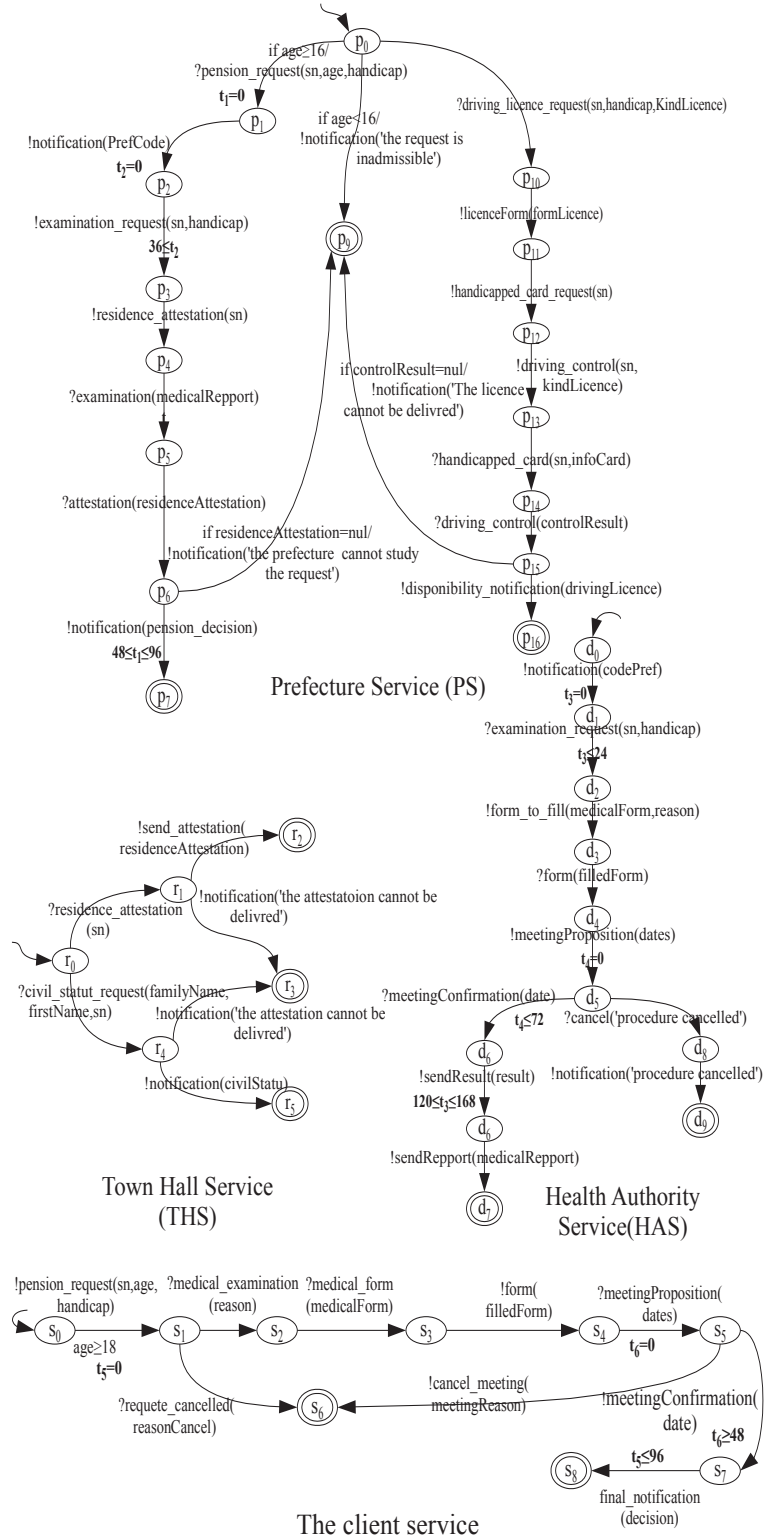 p0
if age≥16/
?pension_request(sn,age,handicap)
t1=0
p1
if age<16/
!notification('the request is
inadmissible')
?driving_licence_request(sn,handicap,KindLicence)
!notification(PrefCode)
t2=0
p2
p10
!licenceForm(formLicence)
!examination_request(sn,handicap)
36≤t2
p9
p11
p3
!handicapped_card_request(sn)
!residence_attestation(sn)
p12
p4
if controlResult=nul/
!notification('The licence
cannot be delivred')
!driving_control(sn,
kindLicence)
?examination(medicalRepport)
t
p13
p5
?handicapped_card(sn,infoCard)
?attestation(residenceAttestation)
p14
?driving_control(controlResult)
if residenceAttestation=nul/
!notification('the prefecture cannot study
the request')
p15
p6
!disponibility_notification(drivingLicence)
!notification(pension_decision)
48≤t1≤96
p16
p7
Prefecture Service (PS)
d0
!notification(codePref)
t3=0
d1
?examination_request(sn,handicap)
t3≤24
d2
!form_to_fill(medicalForm,reason)
d3
?form(filledForm)
d4
!meetingProposition(dates)
t4=0
d5
?meetingConfirmation(date)
t4≤72
?cancel('procedure cancelled')
d6
d8
!sendResult(result)
!notification('procedure cancelled')
120≤t3≤168
d6
d9
!sendRepport(medicalRepport)
d7
Health Authority
Service(HAS)
!send_attestation(
residenceAttestation)
r2
r1
?residence_attestation
(sn)
!notification('the attestatoion cannot be
delivred')
r0
?civil_statut_request(familyName,
firstName,sn)
r3
!notification('the attestation cannot be
delivred')
r4
!notification(civilStatu)
r5
Town Hall Service
(THS)
!pension_request(sn,age,
handicap)
?medical_examination
(reason)
?medical_form
(medicalForm)
!form(
filledForm)
?meetingProposition(
dates)
s0
s1
s2
s3
s4
s5
age≥18
t5=0
t6=0
?requete_cancelled(
reasonCancel)
s6
!cancel_meeting(
meetingReason)
!meetingConfirmation(
date)
t6≥48
s8
t5≤96
s7
final_notification
(decision)
The client service